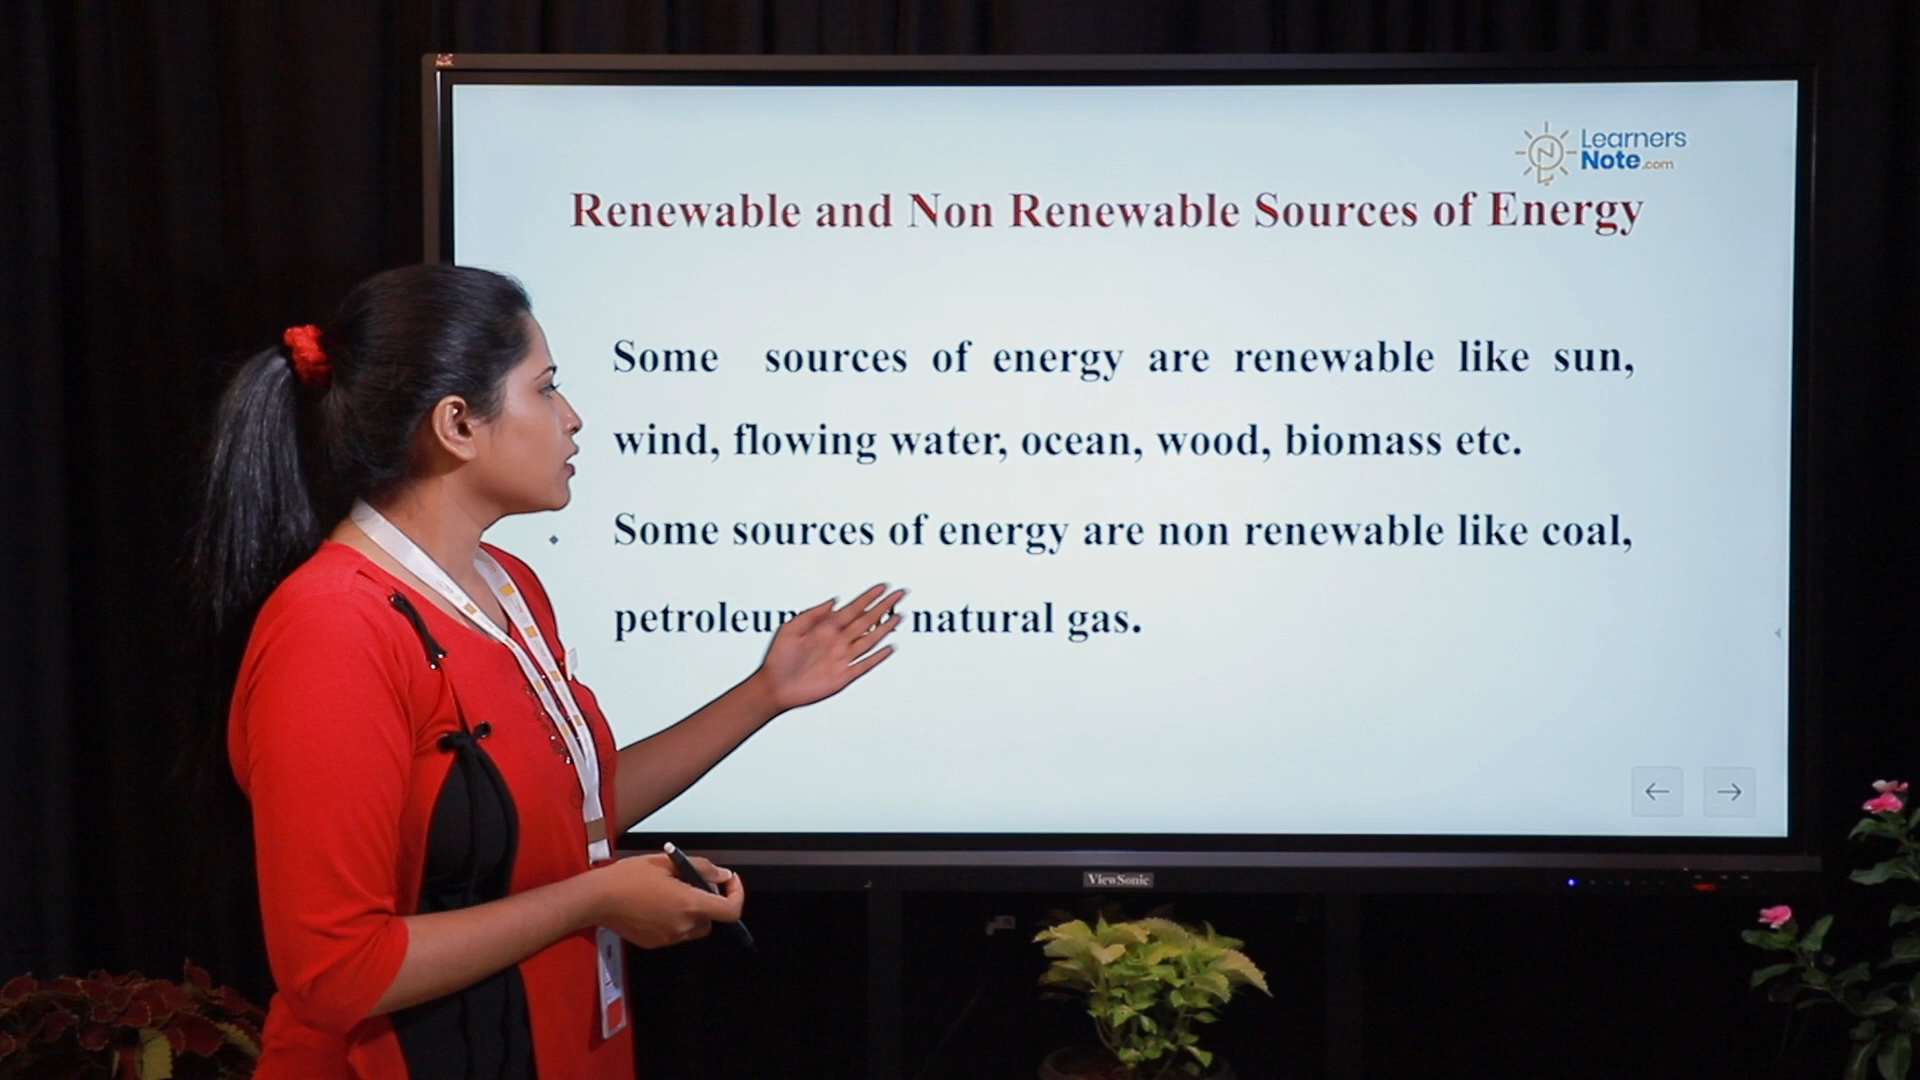 Learners
Note.com
Renewable and Non Renewable Sources of Energy
Some sources of energy are renewable like sun,
wind, flowing water, ocean, wood, biomass etc.
Some sources of energy are non renewable like coal,
natural gas.
ViewSonic